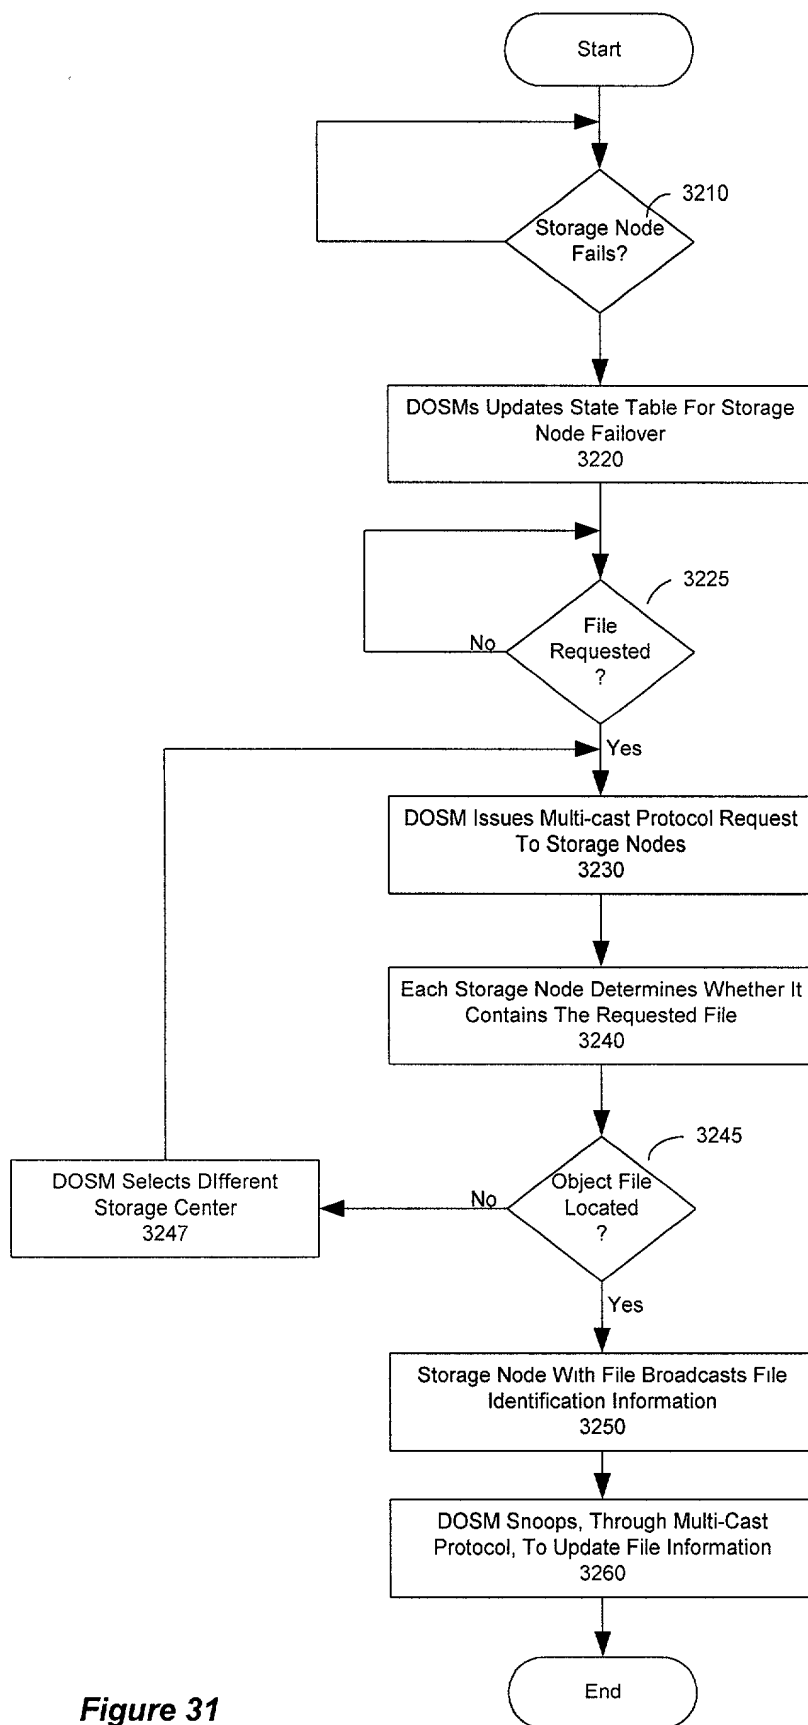 Start
3210
Storage Node
Fails?
DOSMs Updates State Table For Storage
Node Failover
3220
3225
File
Requested
?
No
Yes
DOSM Issues Multi-cast Protocol Request
To Storage Nodes
3230
Each Storage Node Determines Whether It
Contains The Requested File
3240
3245
Object File
Located
?
No
DOSM Selects Different
Storage Center
3247
Yes
Storage Node With File Broadcasts File
Identification Information
3250
DOSM Snoops, Through Multi-Cast
Protocol, To Update File Information
3260
End
Figure 31